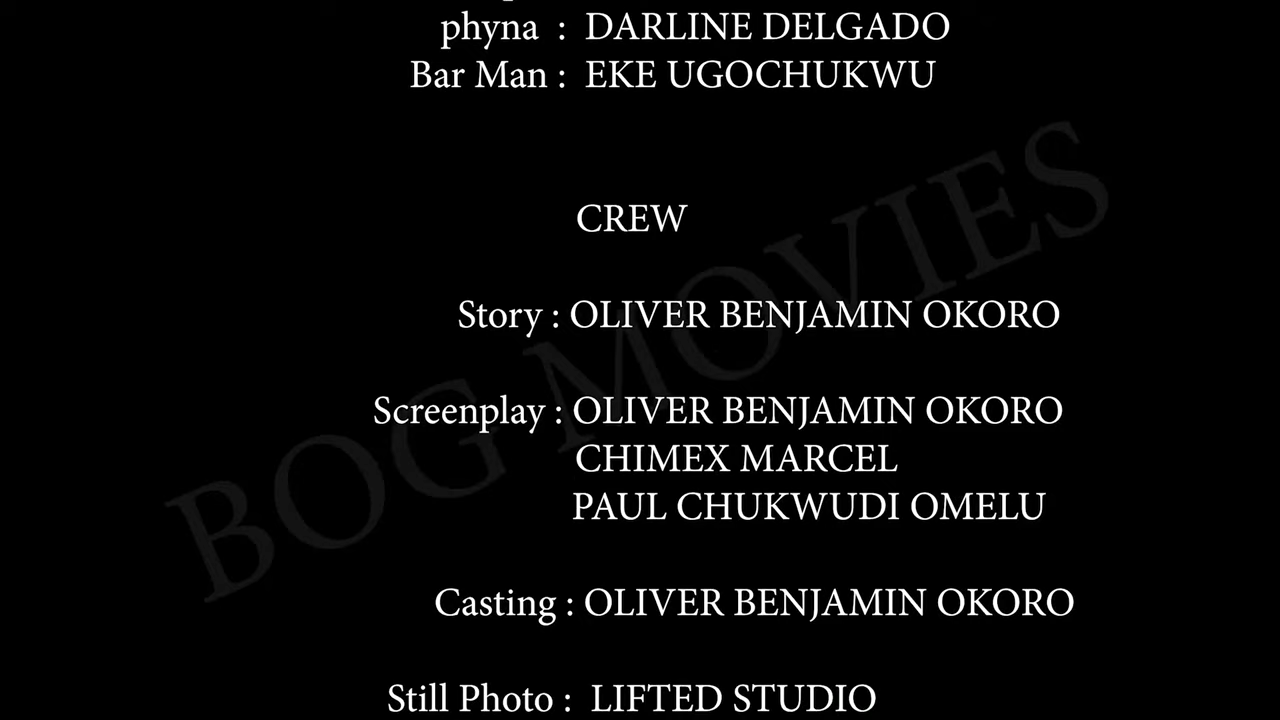 phyna : DARLINE DELGADO
Bar Man : EKE UGOCHUKWU
CREW
Story : OLIVER BENJAMIN OKORO
Screenplay : OLIVER BENJAMIN OKORO
CHIMEX MARCEL
PAUL CHUKWUDI OMELU
Casting : OLIVER BENJAMIN OKORO
Still Photo : LIFTED STUDIO
BOG MOVIES